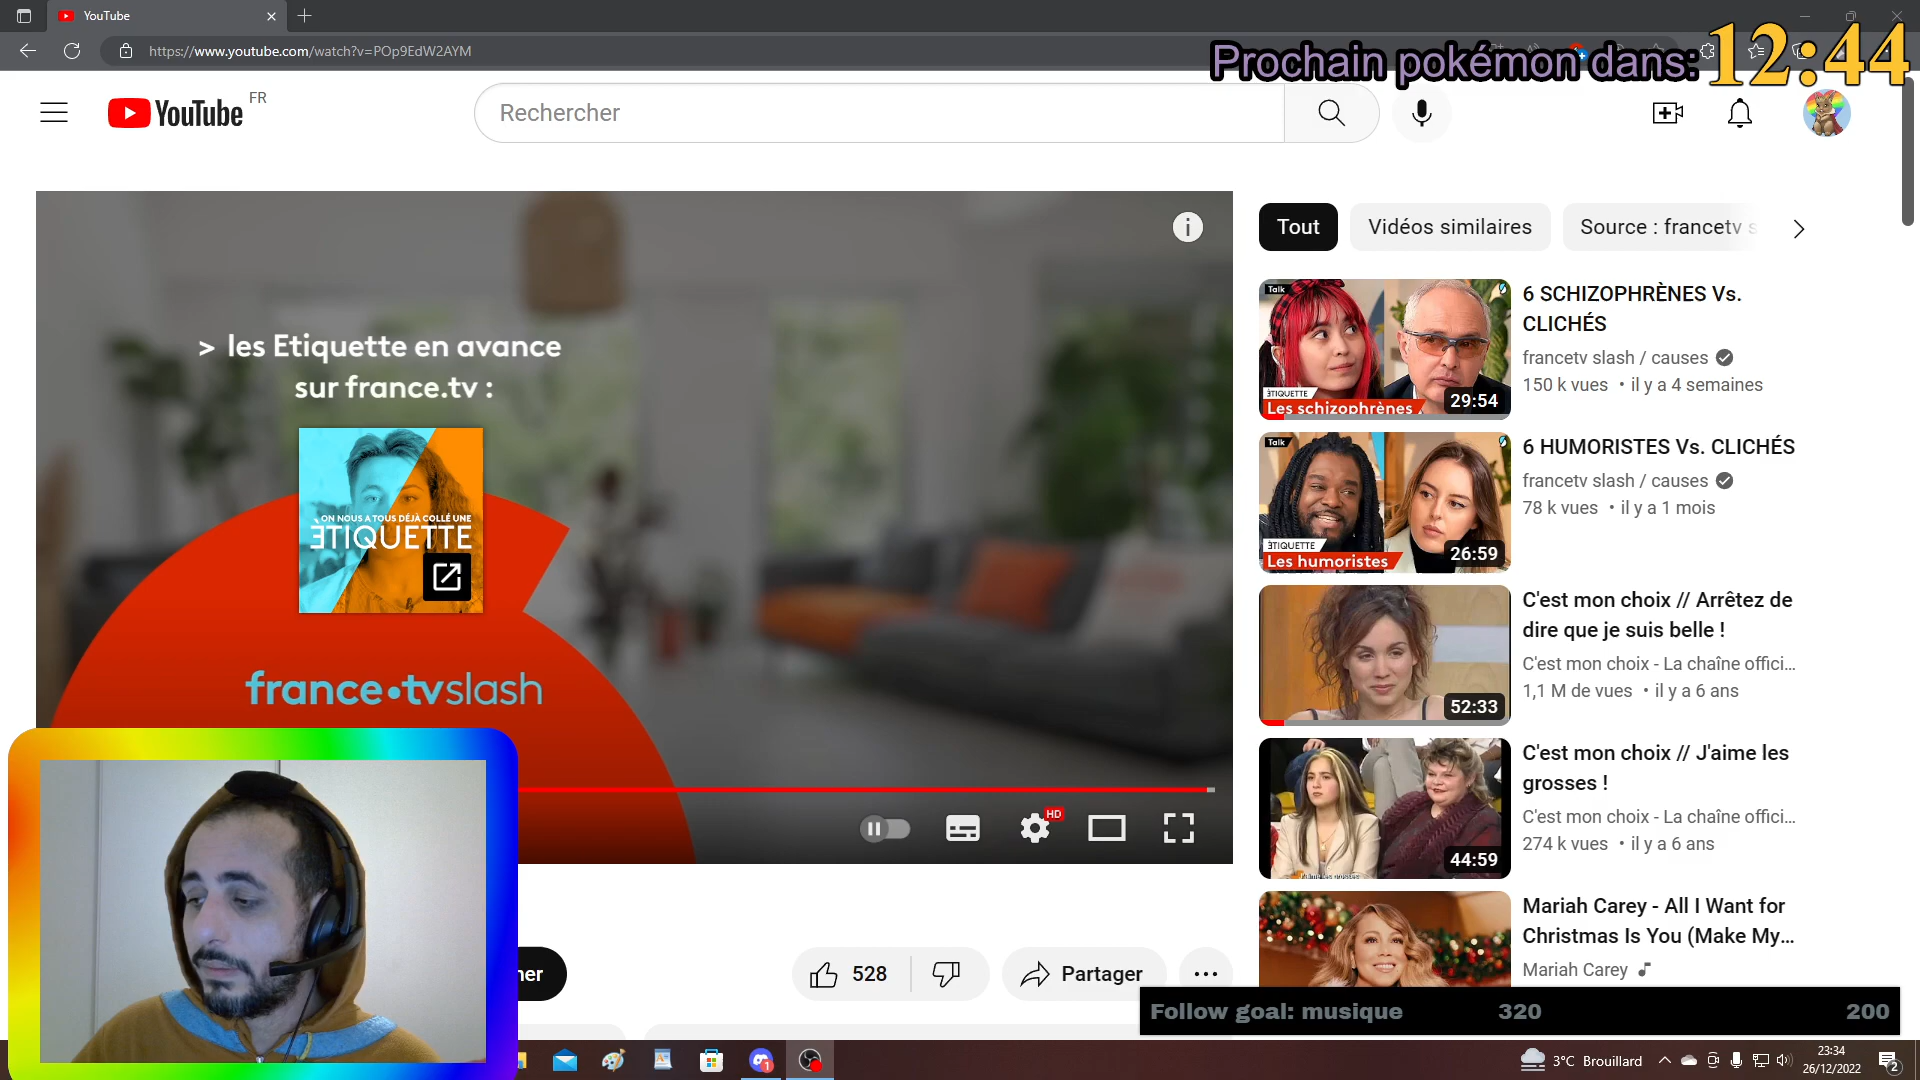 YouTube
https://www.youtube.com/watch?v=POp9EdW2AYM
Prochain pokémon dans: 12:44
YouTube FR
Rechercher
> les Etiquette en avance
sur france.tv :
ON NOUS A TOUS DÉJÀ COLLÉ UNE
ÉTIQUETTE
france•tvslash
HD
her
528
Partager
Tout
Vidéos similaires
Source : francetv s
Talk
ÉTIQUETTE
Les schizophrènes
29:54
6 SCHIZOPHRÈNES Vs.
CLICHÉS
francetv slash / causes
150 k vues • il y a 4 semaines
Talk
ÉTIQUETTE
Les humoristes
26:59
6 HUMORISTES Vs. CLICHÉS
francetv slash / causes
78 k vues • il y a 1 mois
52:33
C'est mon choix // Arrêtez de
dire que je suis belle !
C'est mon choix - La chaîne offici...
1,1 M de vues • il y a 6 ans
44:59
C'est mon choix // J'aime les
grosses !
C'est mon choix - La chaîne offici...
274 k vues • il y a 6 ans
Mariah Carey - All I Want for
Christmas Is You (Make My...
Mariah Carey
Follow goal: musique 320 200
1
3°C Brouillard
23:34
26/12/2022
2